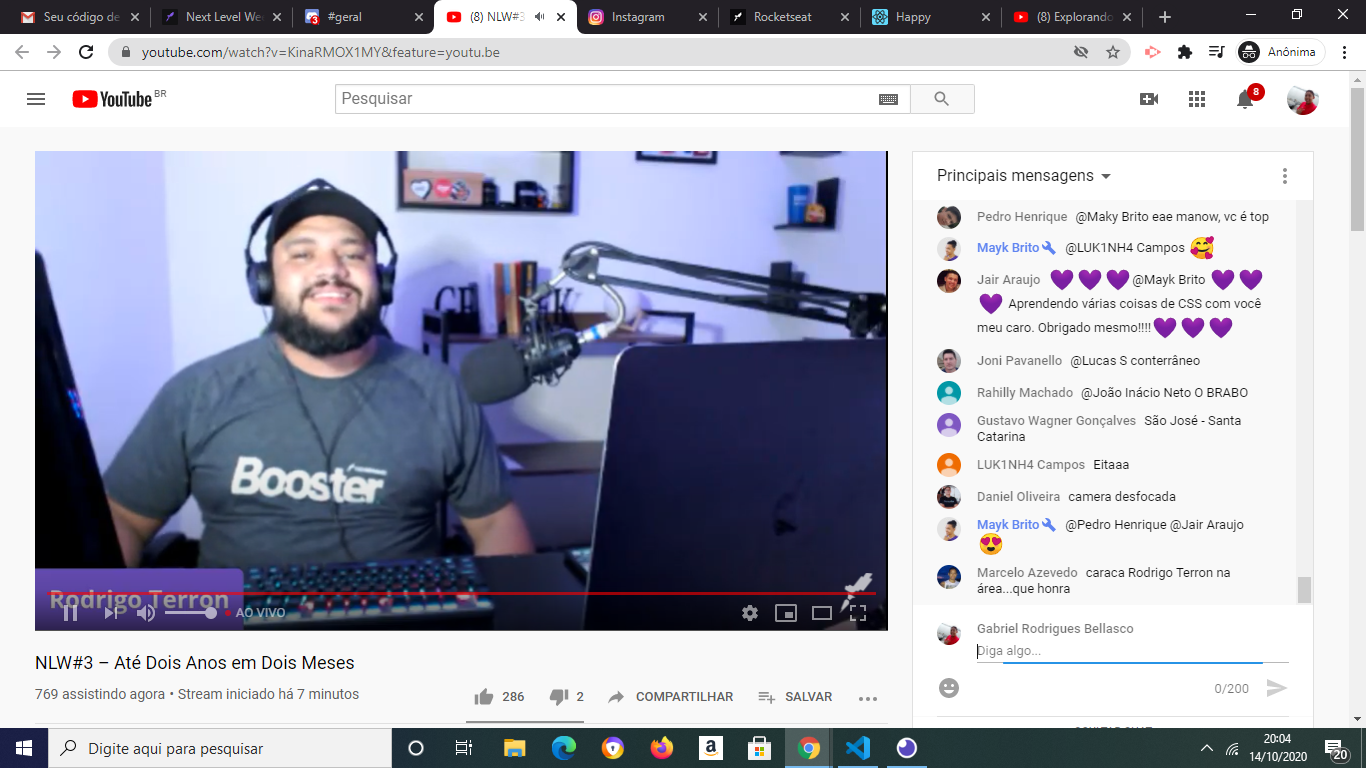 Seu código de
Next Level We
#geral
(8) NLW#3
Instagram
Rocketseat
Happy
(8) Explorando
youtube.com/watch?v=KinaRMOX1MY&feature=youtu.be
Anônima
YouTube BR
Pesquisar
8
GEEK
Booster
Rodrigo Terron
AO VIVO
NLW#3 – Até Dois Anos em Dois Meses
769 assistindo agora • Stream iniciado há 7 minutos
286
2
COMPARTILHAR
SALVAR
Principais mensagens
Pedro Henrique @Maky Brito eae manow, vc é top
Mayk Brito @LUK1NH4 Campos 🥰
Jair Araujo 💜 💜 💜 @Mayk Brito 💜 💜
💜 Aprendendo várias coisas de CSS com você
meu caro. Obrigado mesmo!!!! 💜 💜 💜
Joni Pavanello @Lucas S conterrâneo
Rahilly Machado @João Inácio Neto O BRABO
Gustavo Wagner Gonçalves São José - Santa
Catarina
LUK1NH4 Campos Eitaaa
Daniel Oliveira camera desfocada
Mayk Brito @Pedro Henrique @Jair Araujo
😍
Marcelo Azevedo caraca Rodrigo Terron na
área...que honra
Gabriel Rodrigues Bellasco
Diga algo...
0/200
Digite aqui para pesquisar
20:04
14/10/2020
20